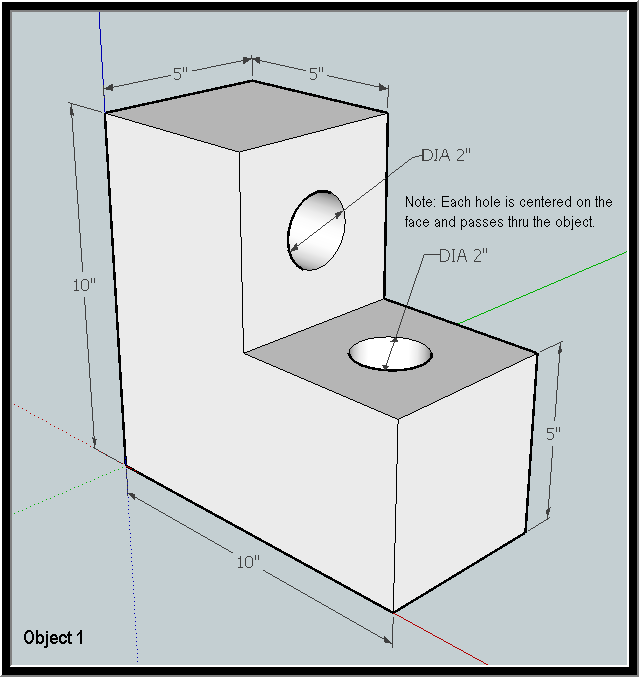 5"
5"
DIA 2"
Note: Each hole is centered on the
face and passes thru the object.
DIA 2"
10"
5"
10"
Object 1